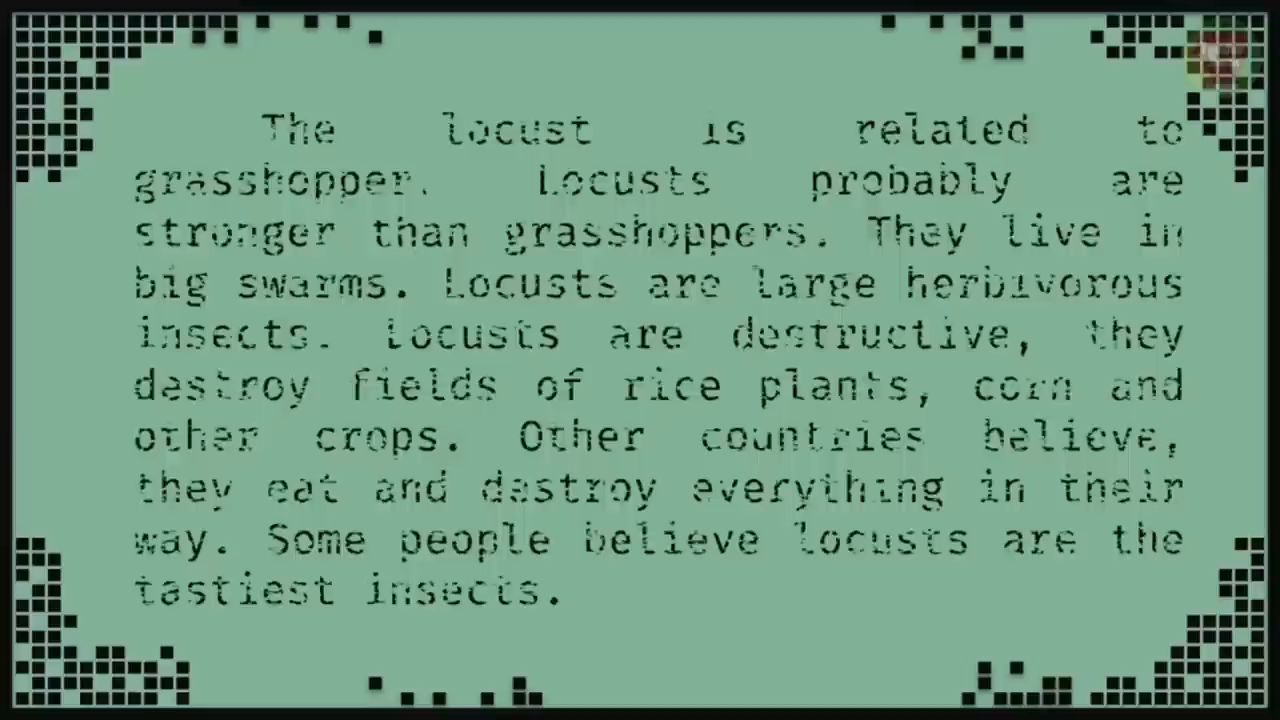 The locust is related to
grasshopper. Locusts probably are
stronger than grasshoppers. They live in
big swarms. Locusts are large herbivorous
insects. Locusts are destructive, they
destroy fields of rice plants, corn and
other crops. Other countries believe,
they eat and destroy everything in their
way. Some people believe locusts are the
tastiest insects.